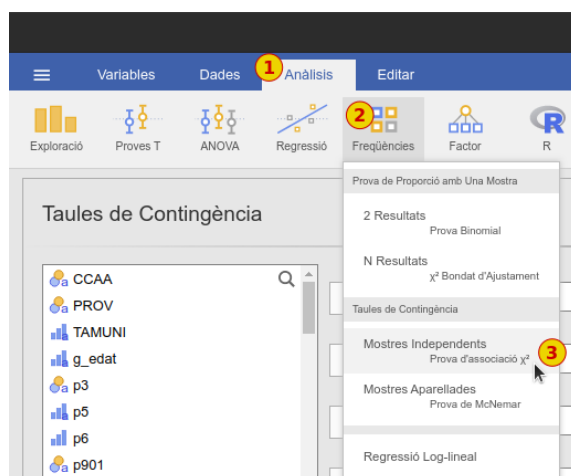 Variables
Dades
1
Anàlisis
Editar
Exploració
Proves T
ANOVA
Regressió
2
Freqüències
Factor
R
R
Prova de Proporció amb Una Mostra
2 Resultats
Prova Binomial
N Resultats
χ² Bondat d'Ajustament
Taules de Contingència
Mostres Independents
Prova d'associació χ²
3
Mostres Aparellades
Prova de McNemar
Regressió Log-lineal
Taules de Contingència
a CCAA
a PROV
TAMUNI
a g_edat
a p3
a p5
p6
a p901